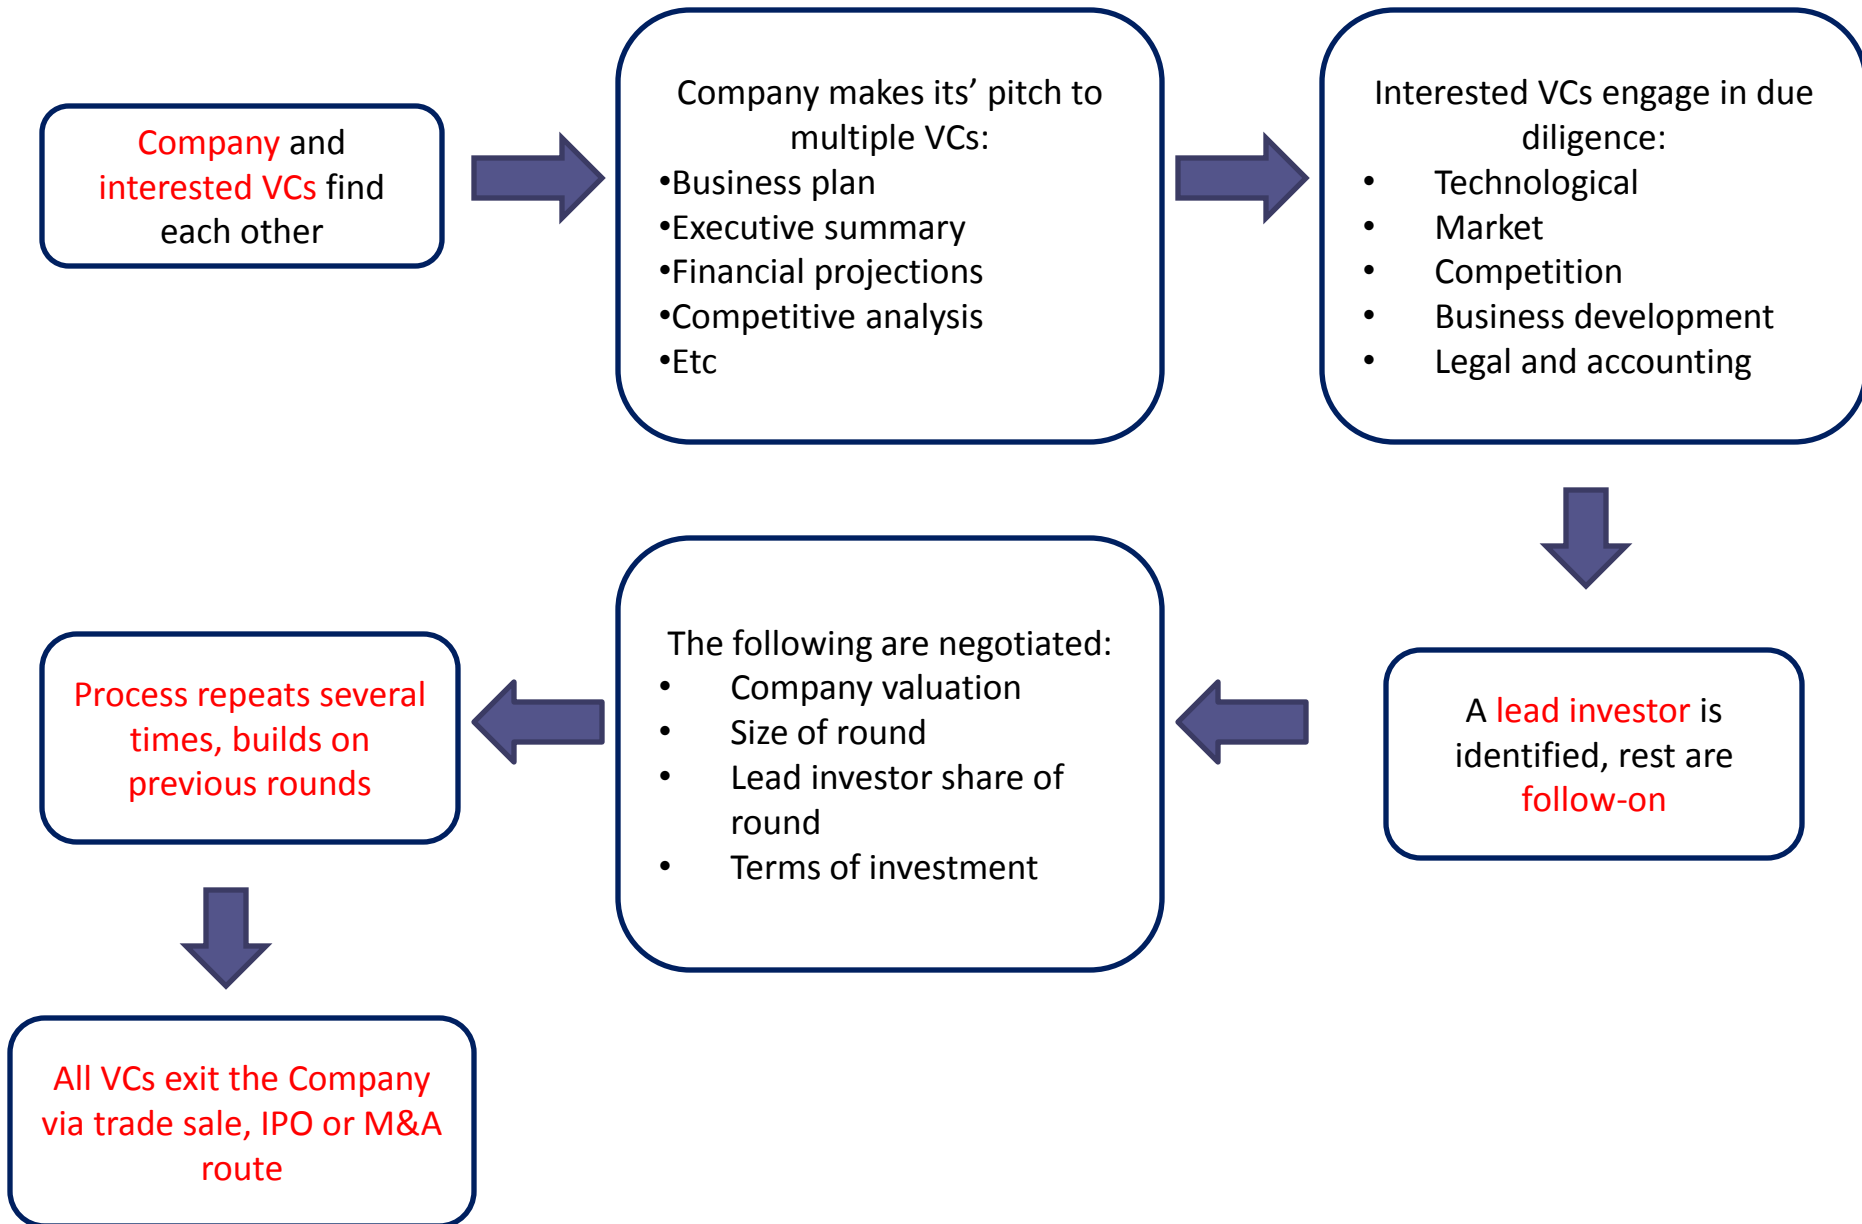 Company and
interested VCs find
each other
Company makes its’ pitch to
multiple VCs:
•Business plan
•Executive summary
•Financial projections
•Competitive analysis
•Etc
Interested VCs engage in due
diligence:
• Technological
• Market
• Competition
• Business development
• Legal and accounting
A lead investor is
identified, rest are
follow-on
The following are negotiated:
• Company valuation
• Size of round
• Lead investor share of
round
• Terms of investment
Process repeats several
times, builds on
previous rounds
All VCs exit the Company
via trade sale, IPO or M&A
route